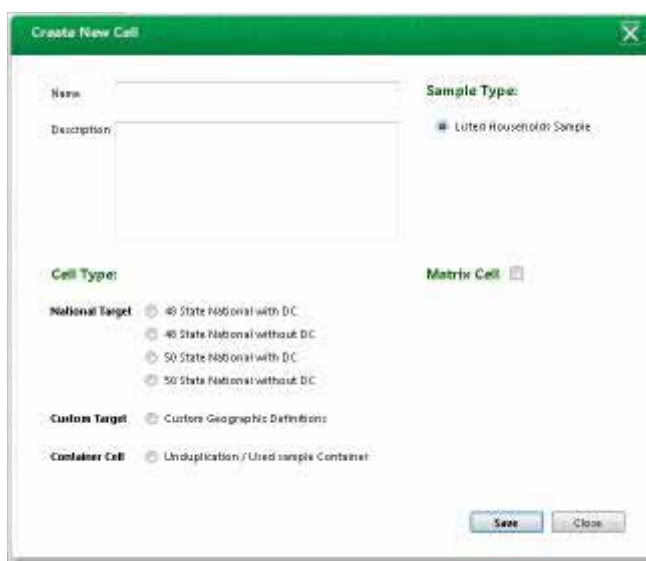 Create New Cell
Name
Sample Type:
Listed Households Sample
Description
Cell Type:
Matrix Cell
National Target
48 State National with DC
48 State National without DC
50 State National with DC
50 State National without DC
Custom Target
Custom Geographic Definitions
Container Cell
Unduplication / Used sample Container
Save
Close